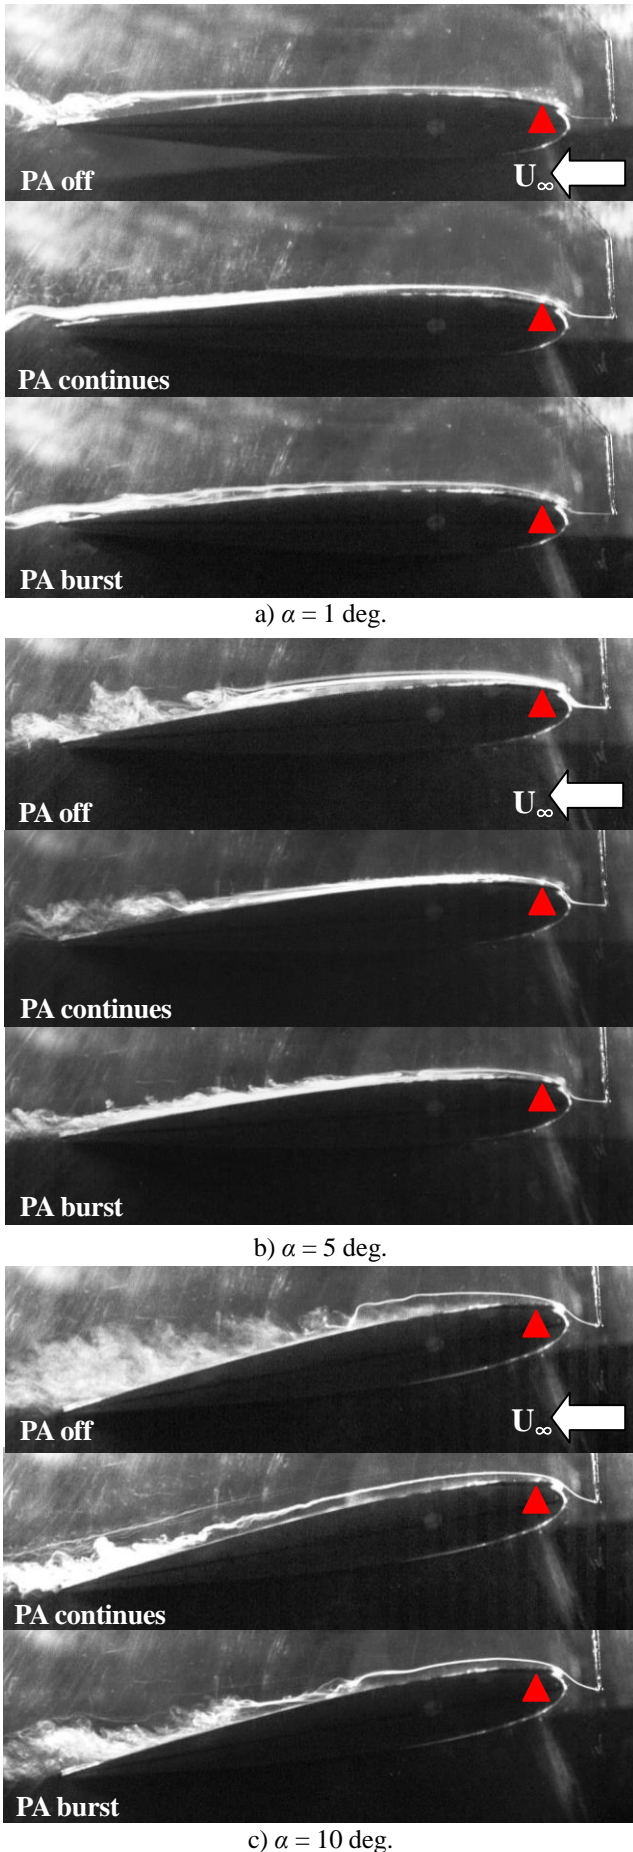 PA off
U∞
PA continues
PA burst
a) α = 1 deg.
PA off
U∞
PA continues
PA burst
b) α = 5 deg.
PA off
U∞
PA continues
PA burst
c) α = 10 deg.